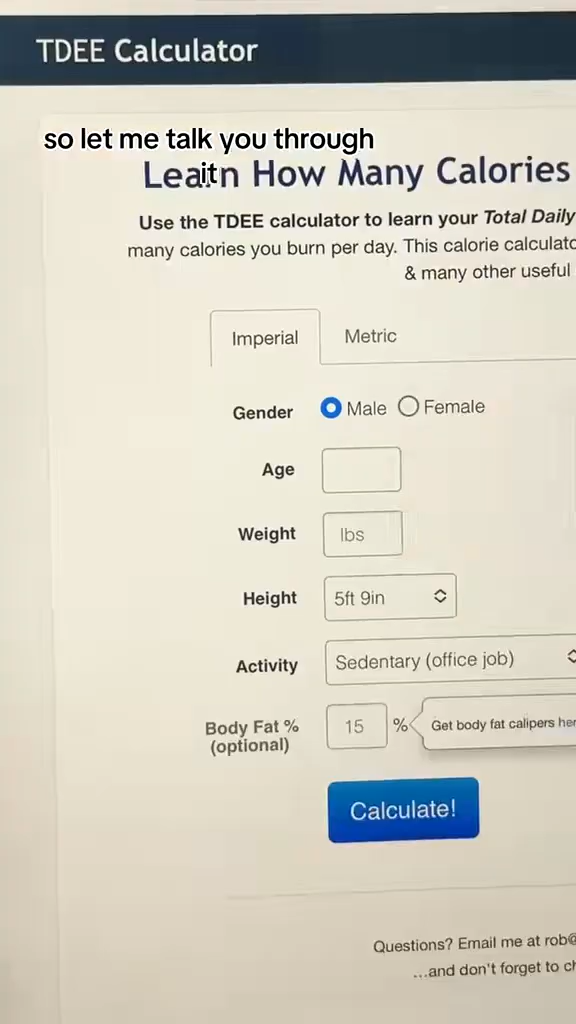 TDEE Calculator
so let me talk you through
it
Learn How Many Calories
Use the TDEE calculator to learn your Total Daily
many calories you burn per day. This calorie calculato
& many other useful
Imperial
Metric
Gender
Male
Female
Age
Weight
lbs
Height
5ft 9in
Activity
Sedentary (office job)
Body Fat %
(optional)
15
%
Get body fat calipers her
Calculate!
Questions? Email me at rob@
...and don't forget to ch